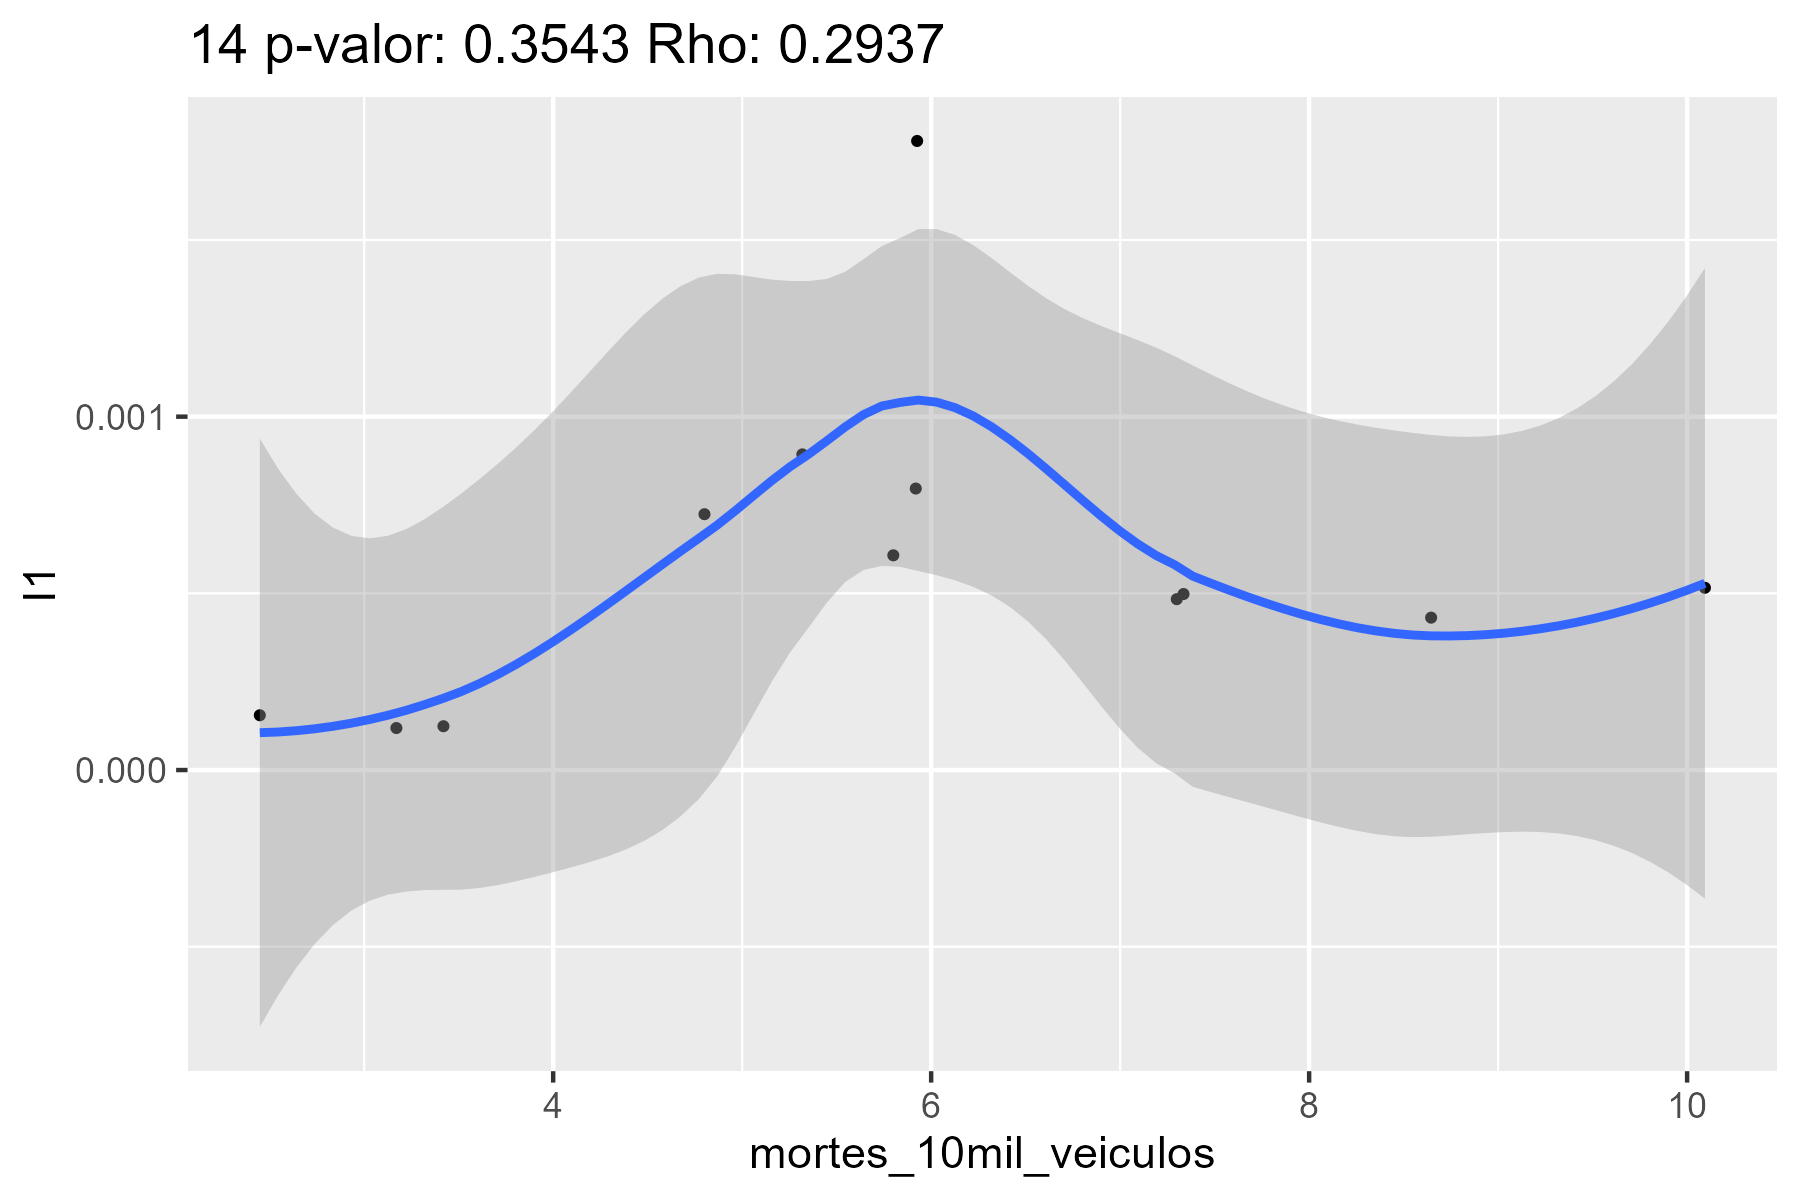 14 p-valor: 0.3543 Rho: 0.2937
I1
0.001
0.000
4 6 8 10
mortes_10mil_veiculos